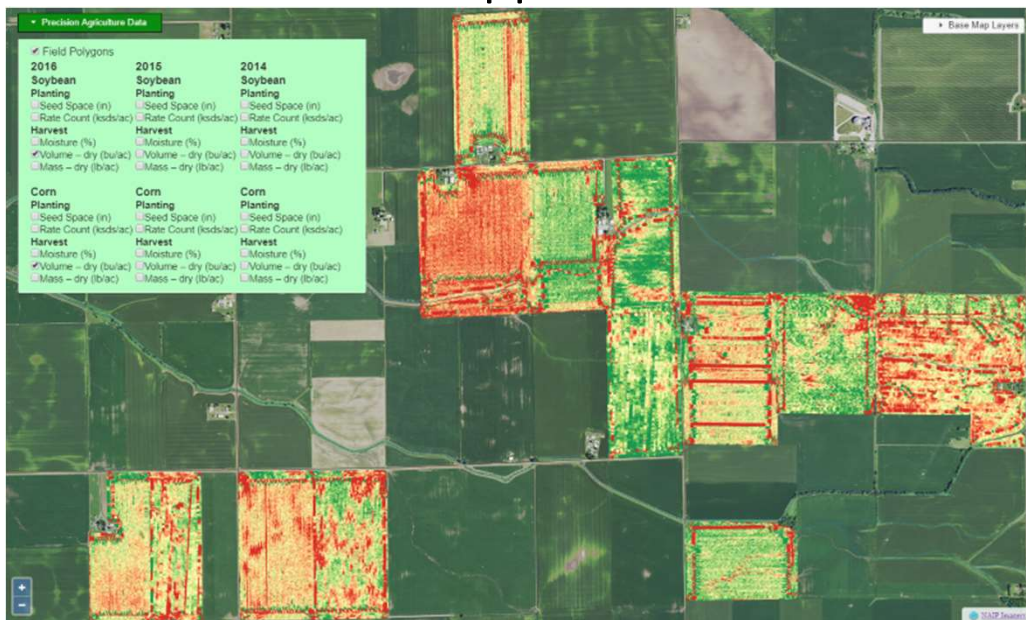 Precision Agriculture Data
Base Map Layers
Field Polygons
2016 2015 2014
Soybean Soybean Soybean
Planting Planting Planting
Seed Space (in) Seed Space (in) Seed Space (in)
Rate Count (ksds/ac) Rate Count (ksds/ac) Rate Count (ksds/ac)
Harvest Harvest Harvest
Moisture (%) Moisture (%) Moisture (%)
Volume – dry (bu/ac) Volume – dry (bu/ac) Volume – dry (bu/ac)
Mass – dry (lb/ac) Mass – dry (lb/ac) Mass – dry (lb/ac)
Corn Corn Corn
Planting Planting Planting
Seed Space (in) Seed Space (in) Seed Space (in)
Rate Count (ksds/ac) Rate Count (ksds/ac) Rate Count (ksds/ac)
Harvest Harvest Harvest
Moisture (%) Moisture (%) Moisture (%)
Volume – dry (bu/ac) Volume – dry (bu/ac) Volume – dry (bu/ac)
Mass – dry (lb/ac) Mass – dry (lb/ac) Mass – dry (lb/ac)
+
−
NAIP